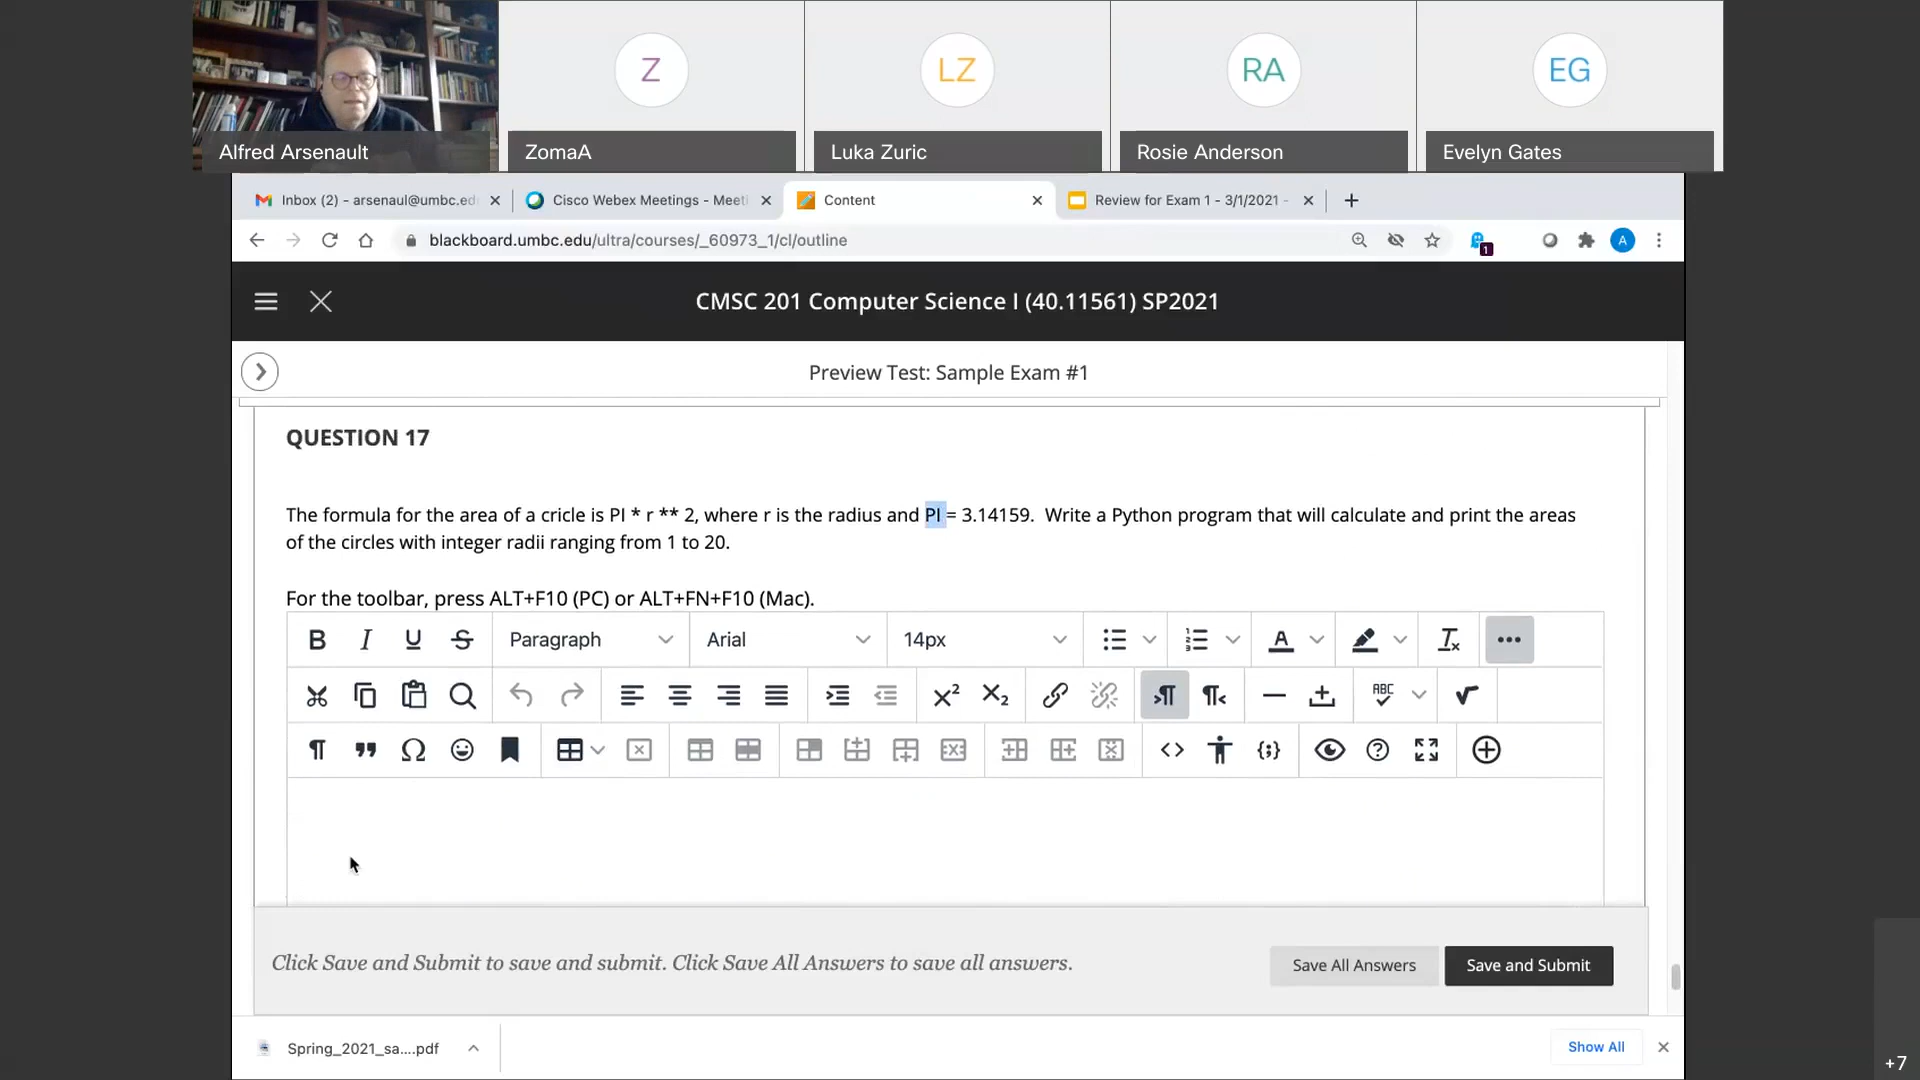 Z
LZ
RA
EG
Alfred Arsenault
ZomaA
Luka Zuric
Rosie Anderson
Evelyn Gates
Inbox (2) - arsenaul@umbc.ed
Cisco Webex Meetings - Meeti
Content
Review for Exam 1 - 3/1/2021 -
blackboard.umbc.edu/ultra/courses/_60973_1/cl/outline
1
A
CMSC 201 Computer Science I (40.11561) SP2021
Preview Test: Sample Exam #1
QUESTION 17
The formula for the area of a cricle is PI * r ** 2, where r is the radius and PI = 3.14159.  Write a Python program that will calculate and print the areas
of the circles with integer radii ranging from 1 to 20.
For the toolbar, press ALT+F10 (PC) or ALT+FN+F10 (Mac).
Paragraph
Arial
14px
Click Save and Submit to save and submit. Click Save All Answers to save all answers.
Save All Answers
Save and Submit
Spring_2021_sa....pdf
Show All
+7